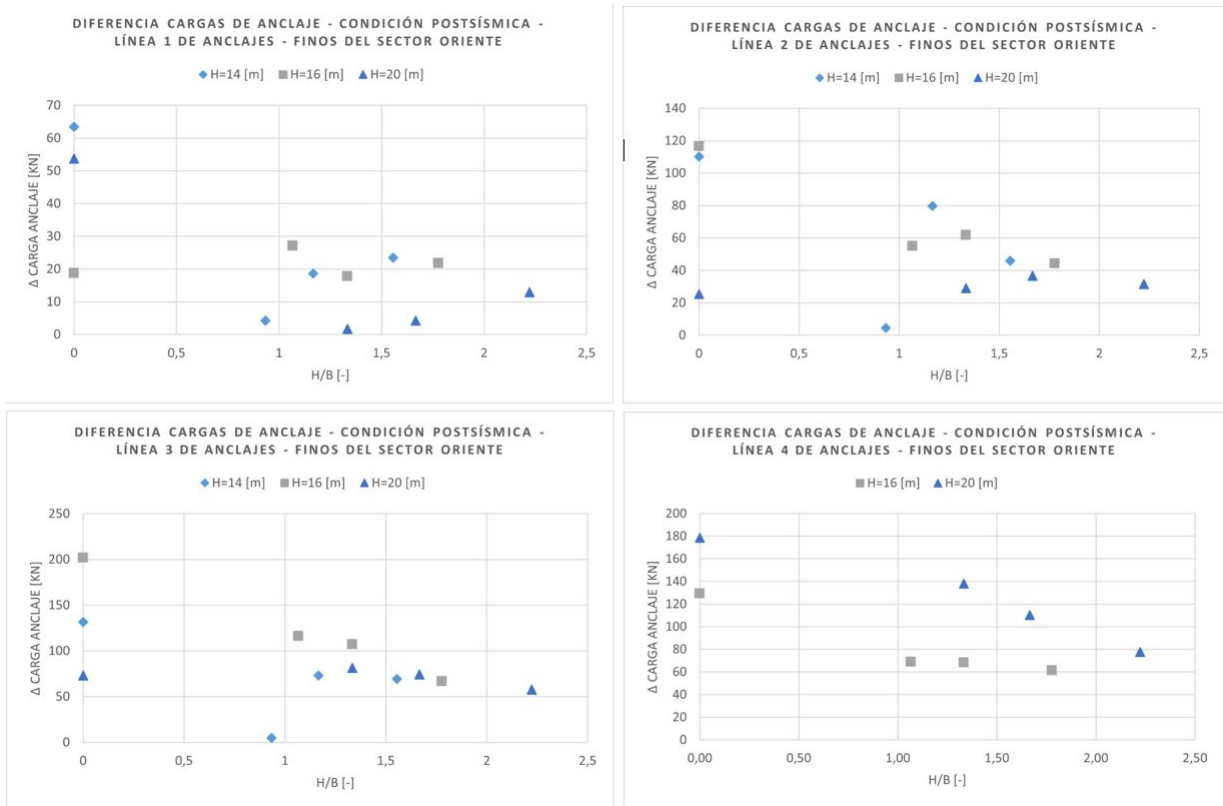 DIFERENCIA CARGAS DE ANCLAJE - CONDICIÓN POSTSÍSMICA -
LÍNEA 1 DE ANCLAJES - FINOS DEL SECTOR ORIENTE
H=14 [m] H=16 [m] H=20 [m]
70
60
50
40
30
20
10
0
Δ CARGA ANCLAJE [KN]
0 0,5 1 1,5 2 2,5
H/B [-]
DIFERENCIA CARGAS DE ANCLAJE - CONDICIÓN POSTSÍSMICA -
LÍNEA 2 DE ANCLAJES - FINOS DEL SECTOR ORIENTE
H=14 [m] H=16 [m] H=20 [m]
140
120
100
80
60
40
20
0
Δ CARGA ANCLAJE [KN]
0 0,5 1 1,5 2 2,5
H/B [-]
DIFERENCIA CARGAS DE ANCLAJE - CONDICIÓN POSTSÍSMICA -
LÍNEA 3 DE ANCLAJES - FINOS DEL SECTOR ORIENTE
H=14 [m] H=16 [m] H=20 [m]
250
200
150
100
50
0
Δ CARGA ANCLAJE [KN]
0 0,5 1 1,5 2 2,5
H/B [-]
DIFERENCIA CARGAS DE ANCLAJE - CONDICIÓN POSTSÍSMICA -
LÍNEA 4 DE ANCLAJES - FINOS DEL SECTOR ORIENTE
H=16 [m] H=20 [m]
200
180
160
140
120
100
80
60
40
20
0
Δ CARGA ANCLAJE [KN]
0,00 0,50 1,00 1,50 2,00 2,50
H/B [-]